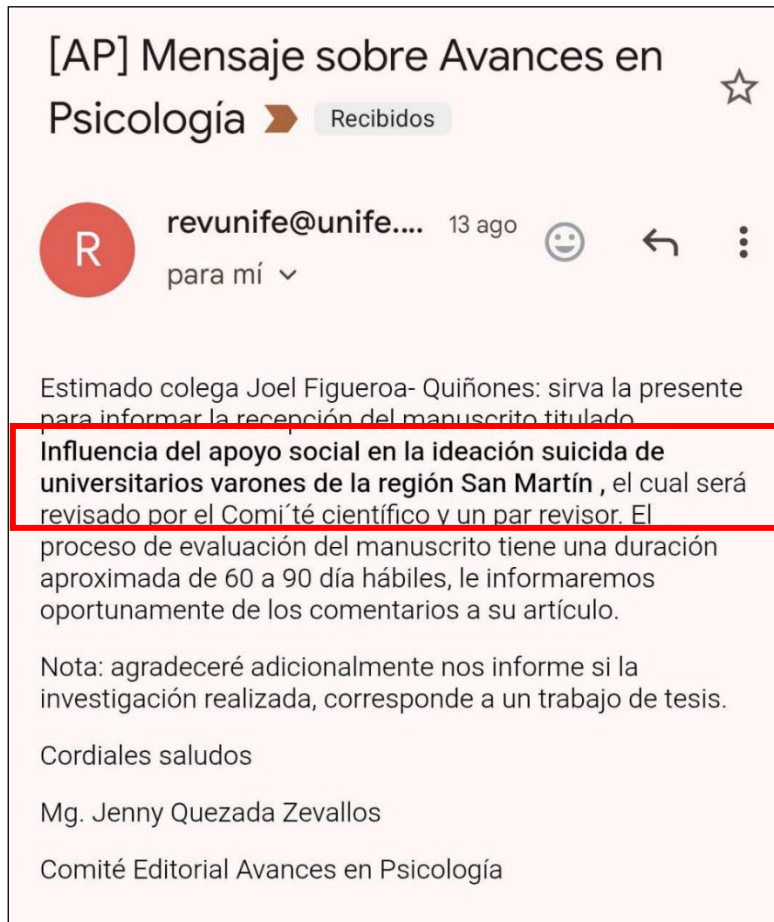 [AP] Mensaje sobre Avances en
Psicología Recibidos
R
revunife@unife.... 13 ago
para mí
Estimado colega Joel Figueroa- Quiñones: sirva la presente
para informar la recepción del manuscrito titulado
Influencia del apoyo social en la ideación suicida de
universitarios varones de la región San Martín , el cual será
revisado por el Comi´té científico y un par revisor. El
proceso de evaluación del manuscrito tiene una duración
aproximada de 60 a 90 día hábiles, le informaremos
oportunamente de los comentarios a su artículo.
Nota: agradeceré adicionalmente nos informe si la
investigación realizada, corresponde a un trabajo de tesis.
Cordiales saludos
Mg. Jenny Quezada Zevallos
Comité Editorial Avances en Psicología